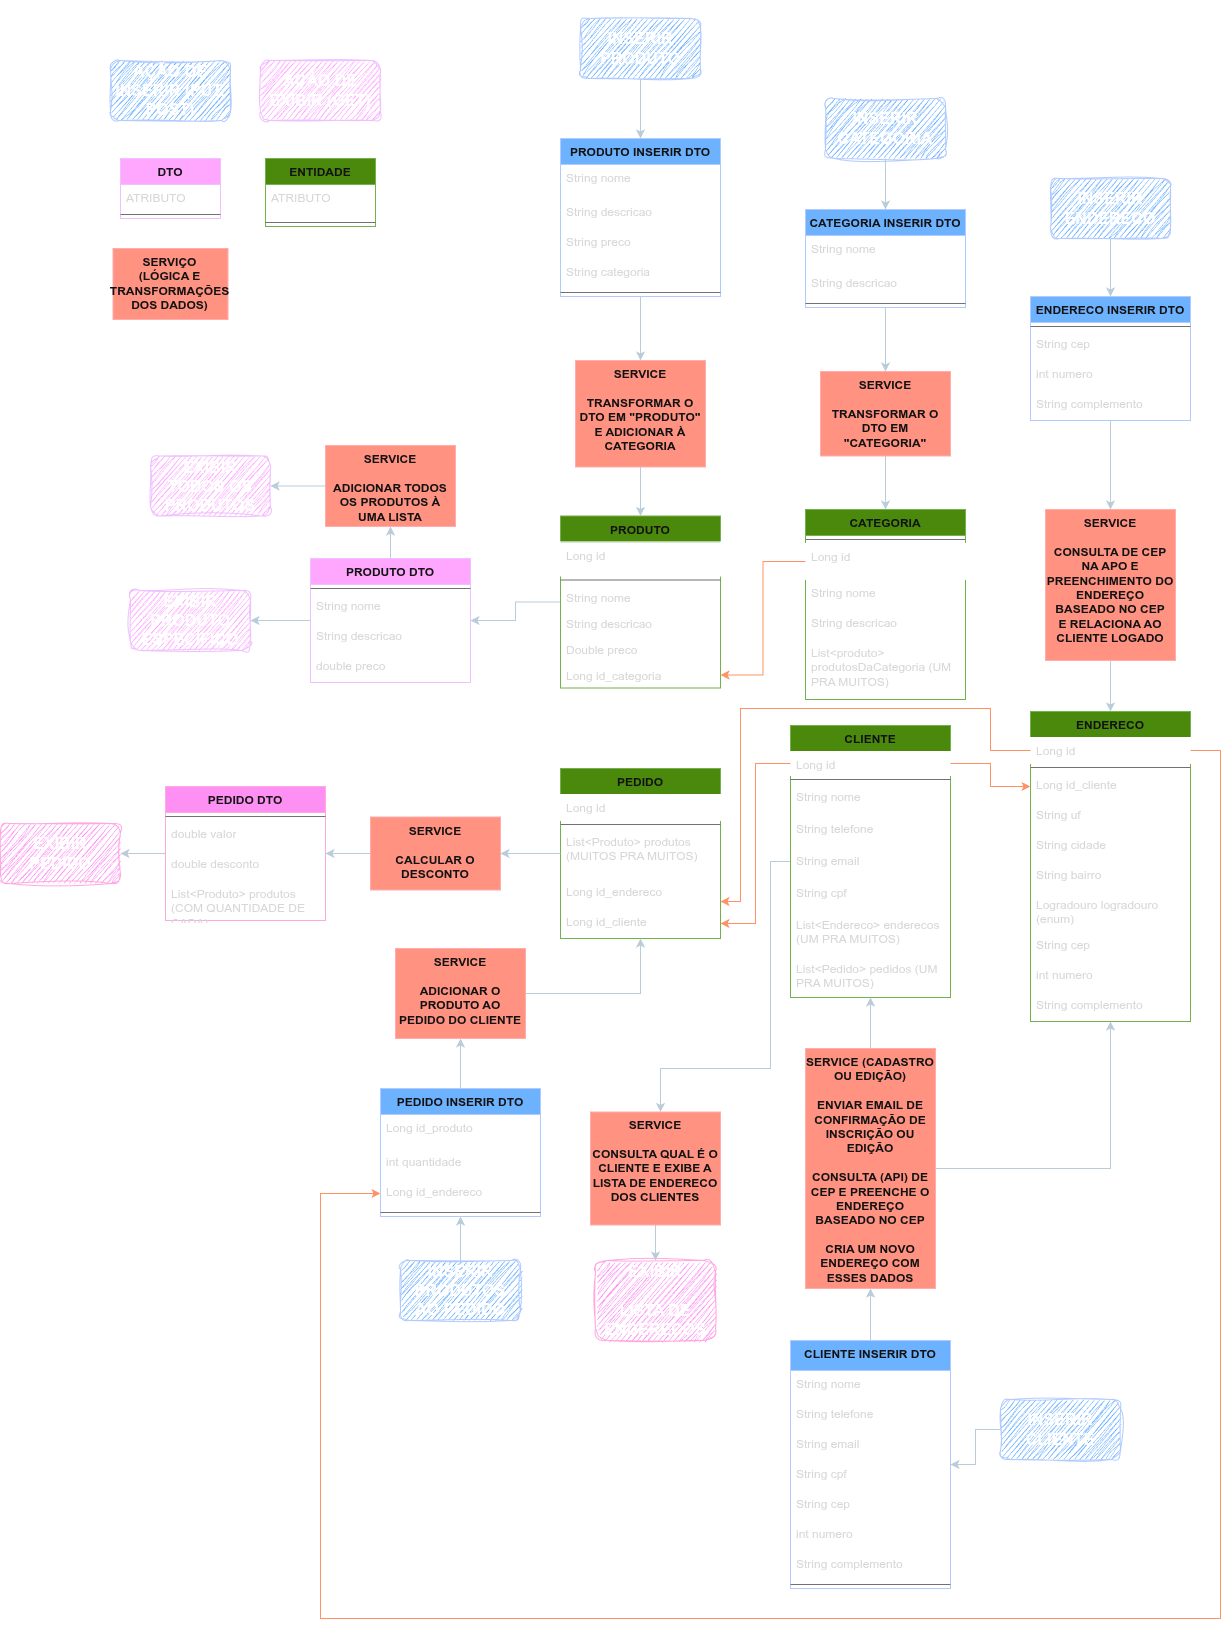 INSERIR
PRODUTO
AÇÃO DE
INSERIR (PUT,
POST)
AÇÃO DE
EXIBIR (GET)
INSERIR
CATEGORIA
INSERIR
ENDERECO
DTO
ATRIBUTO
ENTIDADE
ATRIBUTO
SERVIÇO
(LÓGICA E
TRANSFORMAÇÕES
DOS DADOS)
PRODUTO INSERIR DTO
String nome
String descricao
String preco
String categoria
CATEGORIA INSERIR DTO
String nome
String descricao
ENDERECO INSERIR DTO
String cep
int numero
String complemento
SERVICE
TRANSFORMAR O
DTO EM "PRODUTO"
E ADICIONAR À
CATEGORIA
SERVICE
TRANSFORMAR O
DTO EM
"CATEGORIA"
EXIBIR
TODOS OS
PRODUTOS
SERVICE
ADICIONAR TODOS
OS PRODUTOS À
UMA LISTA
PRODUTO
Long id
String nome
String descricao
Double preco
Long id_categoria
CATEGORIA
Long id
String nome
String descricao
List<produto>
produtosDaCategoria (UM
PRA MUITOS)
SERVICE
CONSULTA DE CEP
NA APO E
PREENCHIMENTO DO
ENDEREÇO
BASEADO NO CEP
E RELACIONA AO
CLIENTE LOGADO
EXIBIR
PRODUTO
ESPECIFICO
PRODUTO DTO
String nome
String descricao
double preco
CLIENTE
Long id
String nome
String telefone
String email
String cpf
List<Endereco> enderecos
(UM PRA MUITOS)
List<Pedido> pedidos (UM
PRA MUITOS)
ENDERECO
Long id
Long id_cliente
String uf
String cidade
String bairro
Logradouro logradouro
(enum)
String cep
int numero
String complemento
EXIBIR
PEDIDO
PEDIDO DTO
double valor
double desconto
List<Produto> produtos
(COM QUANTIDADE DE
CADA)
SERVICE
CALCULAR O
DESCONTO
PEDIDO
Long id
List<Produto> produtos
(MUITOS PRA MUITOS)
Long id_endereco
Long id_cliente
SERVICE
ADICIONAR O
PRODUTO AO
PEDIDO DO CLIENTE
PEDIDO INSERIR DTO
Long id_produto
int quantidade
Long id_endereco
INSERIR
PRODUTOS
AO PEDIDO
SERVICE
CONSULTA QUAL É O
CLIENTE E EXIBE A
LISTA DE ENDERECO
DOS CLIENTES
EXIBIR
LISTA DE
ENDERECOS
SERVICE (CADASTRO
OU EDIÇÃO)
ENVIAR EMAIL DE
CONFIRMAÇÃO DE
INSCRIÇÃO OU
EDIÇÃO
CONSULTA (API) DE
CEP E PREENCHE O
ENDEREÇO
BASEADO NO CEP
CRIA UM NOVO
ENDEREÇO COM
ESSES DADOS
CLIENTE INSERIR DTO
String nome
String telefone
String email
String cpf
String cep
int numero
String complemento
INSERIR
CLIENTE